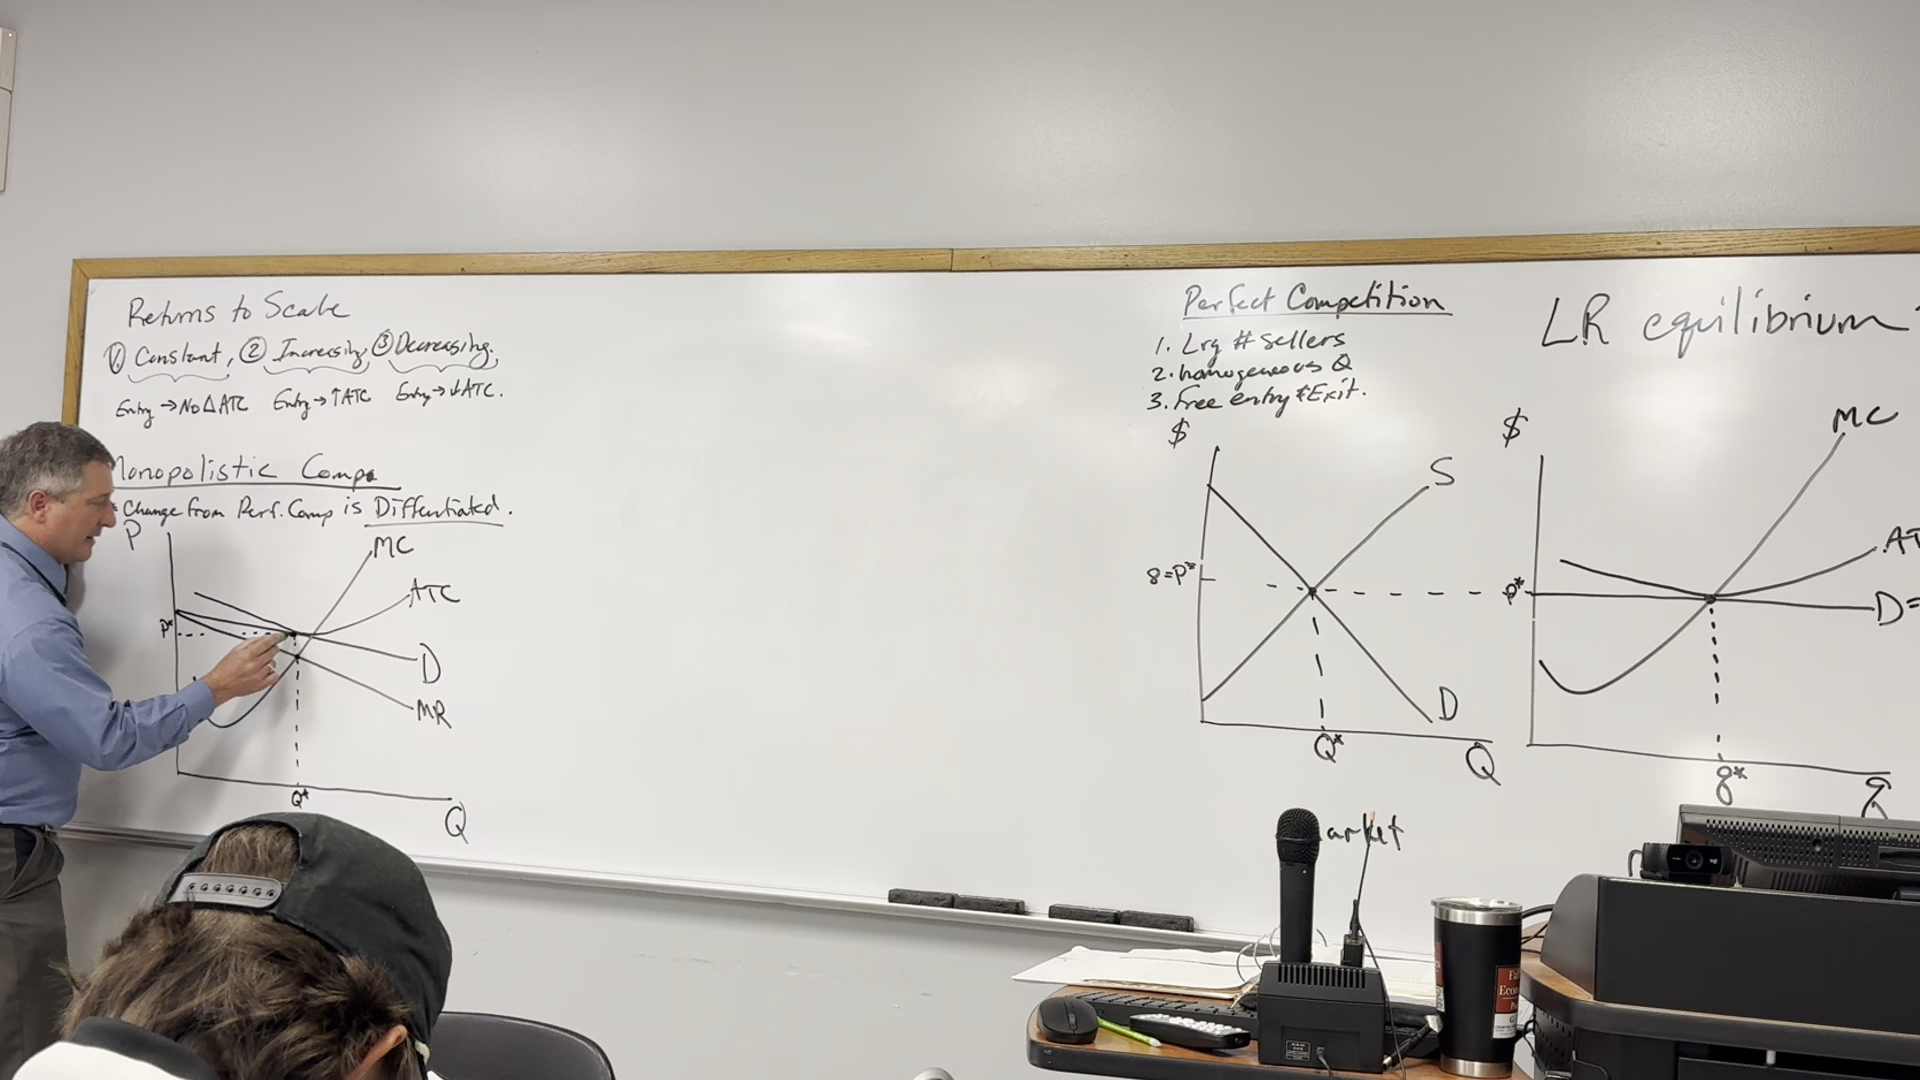 Returns to Scale
1. Constant, 2 Increasing, 3 Decreasing.
Entry → No Δ ATC Entry → ↑ATC Entry → ↓ATC.
Monopolistic Comp
Change from Perf. Comp is Differentiated.
P
MC
ATC
P*
D
MR
Q*
Q
Perfect Competition
1. Lrg # sellers
2. homogeneous Q
3. Free entry & Exit.
$
S
8=P*
D
Q*
Q
arket
LR equilibrium
$
MC
AT
P*
D=
q*
q